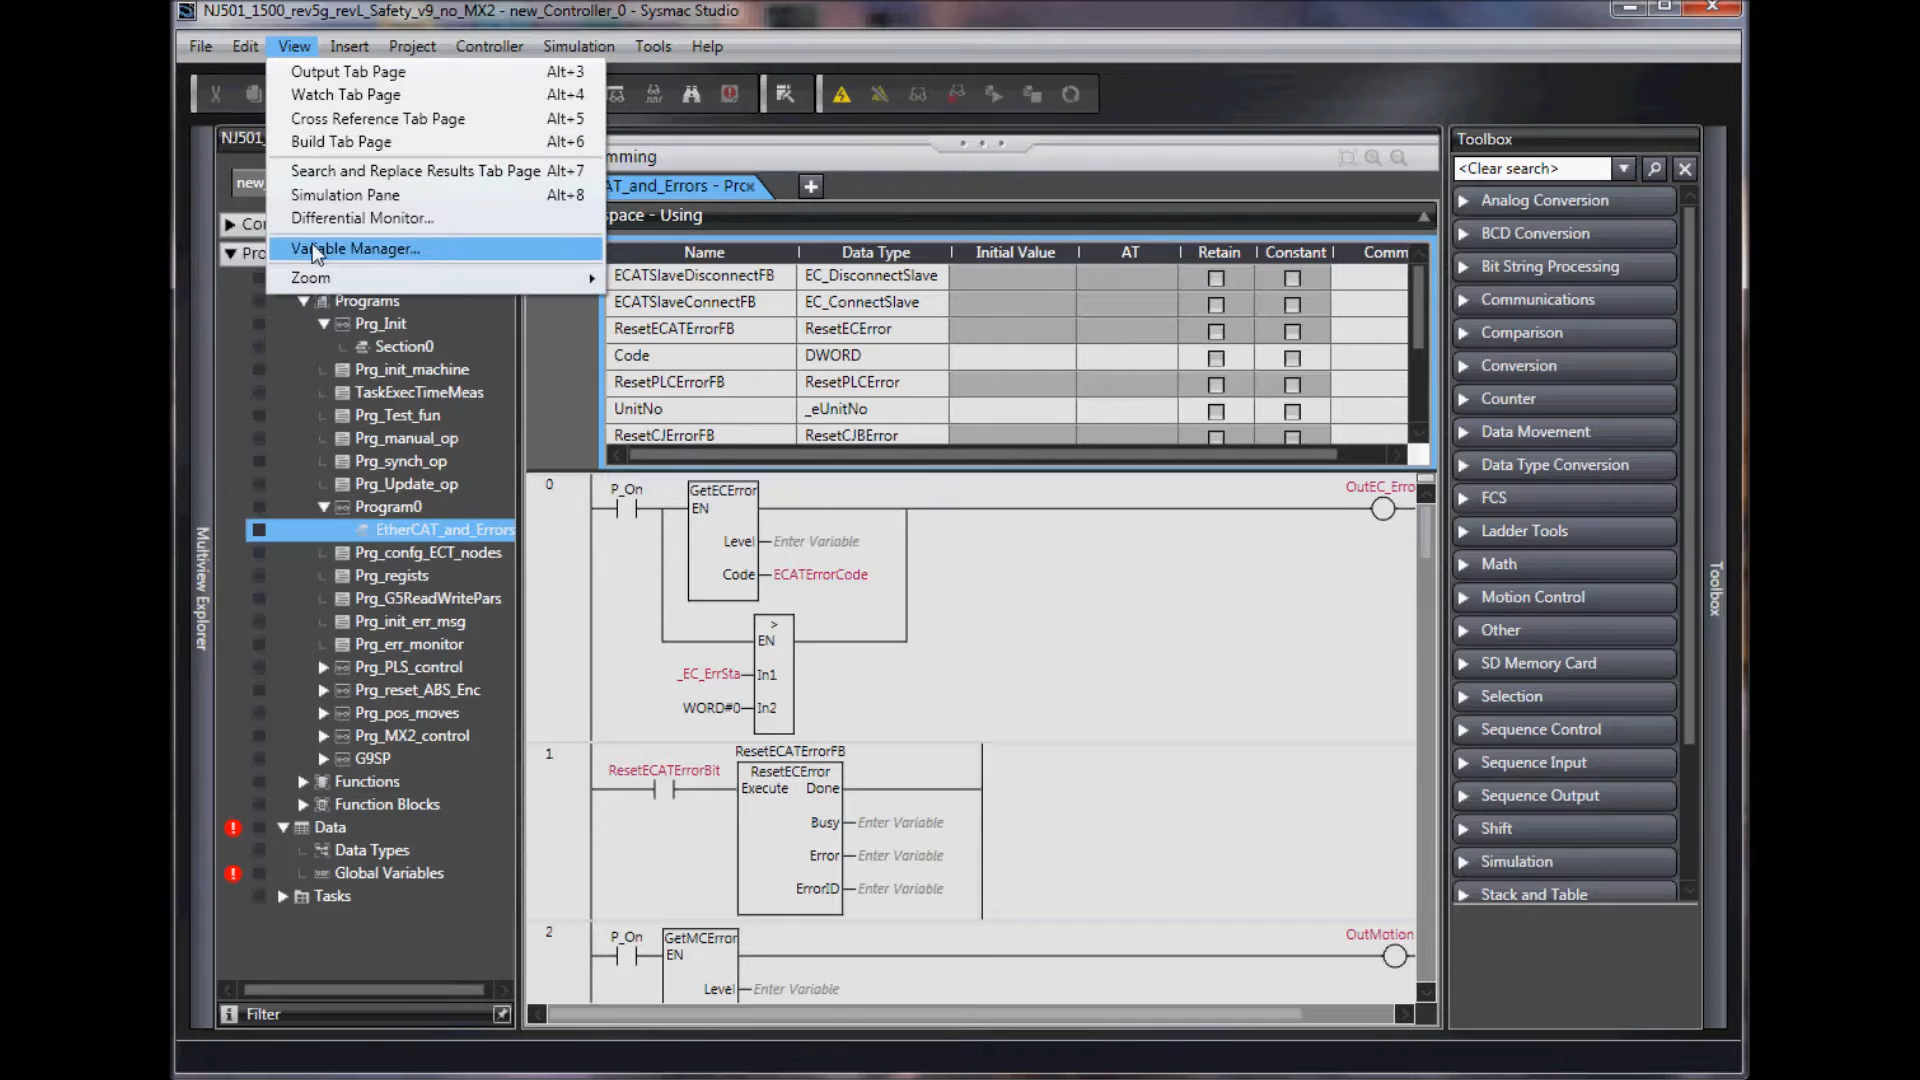 NJ501_1500_rev5g_revL_Safety_v9_no_MX2 - new_Controller_0 - Sysmac Studio
File Edit View Insert Project Controller Simulation Tools Help
Output Tab Page Alt+3
Watch Tab Page Alt+4
Cross Reference Tab Page Alt+5
Build Tab Page Alt+6
Search and Replace Results Tab Page Alt+7
Simulation Pane Alt+8
Differential Monitor...
Variable Manager...
Zoom
Multiview Explorer
NJ501_
new_
Con
Pro
Programs
Prg_Init
Section0
Prg_init_machine
TaskExecTimeMeas
Prg_Test_fun
Prg_manual_op
Prg_synch_op
Prg_Update_op
Program0
EtherCAT_and_Errors
Prg_confg_ECT_nodes
Prg_regists
Prg_G5ReadWritePars
Prg_init_err_msg
Prg_err_monitor
Prg_PLS_control
Prg_reset_ABS_Enc
Prg_pos_moves
Prg_MX2_control
G9SP
Functions
Function Blocks
Data
Data Types
Global Variables
Tasks
Filter
mming
AT_and_Errors - Prc
pace - Using
Name Data Type Initial Value AT Retain Constant Comm
ECATSlaveDisconnectFB EC_DisconnectSlave
ECATSlaveConnectFB EC_ConnectSlave
ResetECATErrorFB ResetECError
Code DWORD
ResetPLCErrorFB ResetPLCError
UnitNo _eUnitNo
ResetCJErrorFB ResetCJBError
0 P_On GetECError OutEC_Erro
EN
Level Enter Variable
Code ECATErrorCode
>
EN
_EC_ErrSta In1
WORD#0 In2
1 ResetECATErrorFB
ResetECATErrorBit ResetECError
Execute Done
Busy Enter Variable
Error Enter Variable
ErrorID Enter Variable
2 P_On GetMCError OutMotion
EN
Level Enter Variable
Toolbox
<Clear search>
Analog Conversion
BCD Conversion
Bit String Processing
Communications
Comparison
Conversion
Counter
Data Movement
Data Type Conversion
FCS
Ladder Tools
Math
Motion Control
Other
SD Memory Card
Selection
Sequence Control
Sequence Input
Sequence Output
Shift
Simulation
Stack and Table
Toolbox